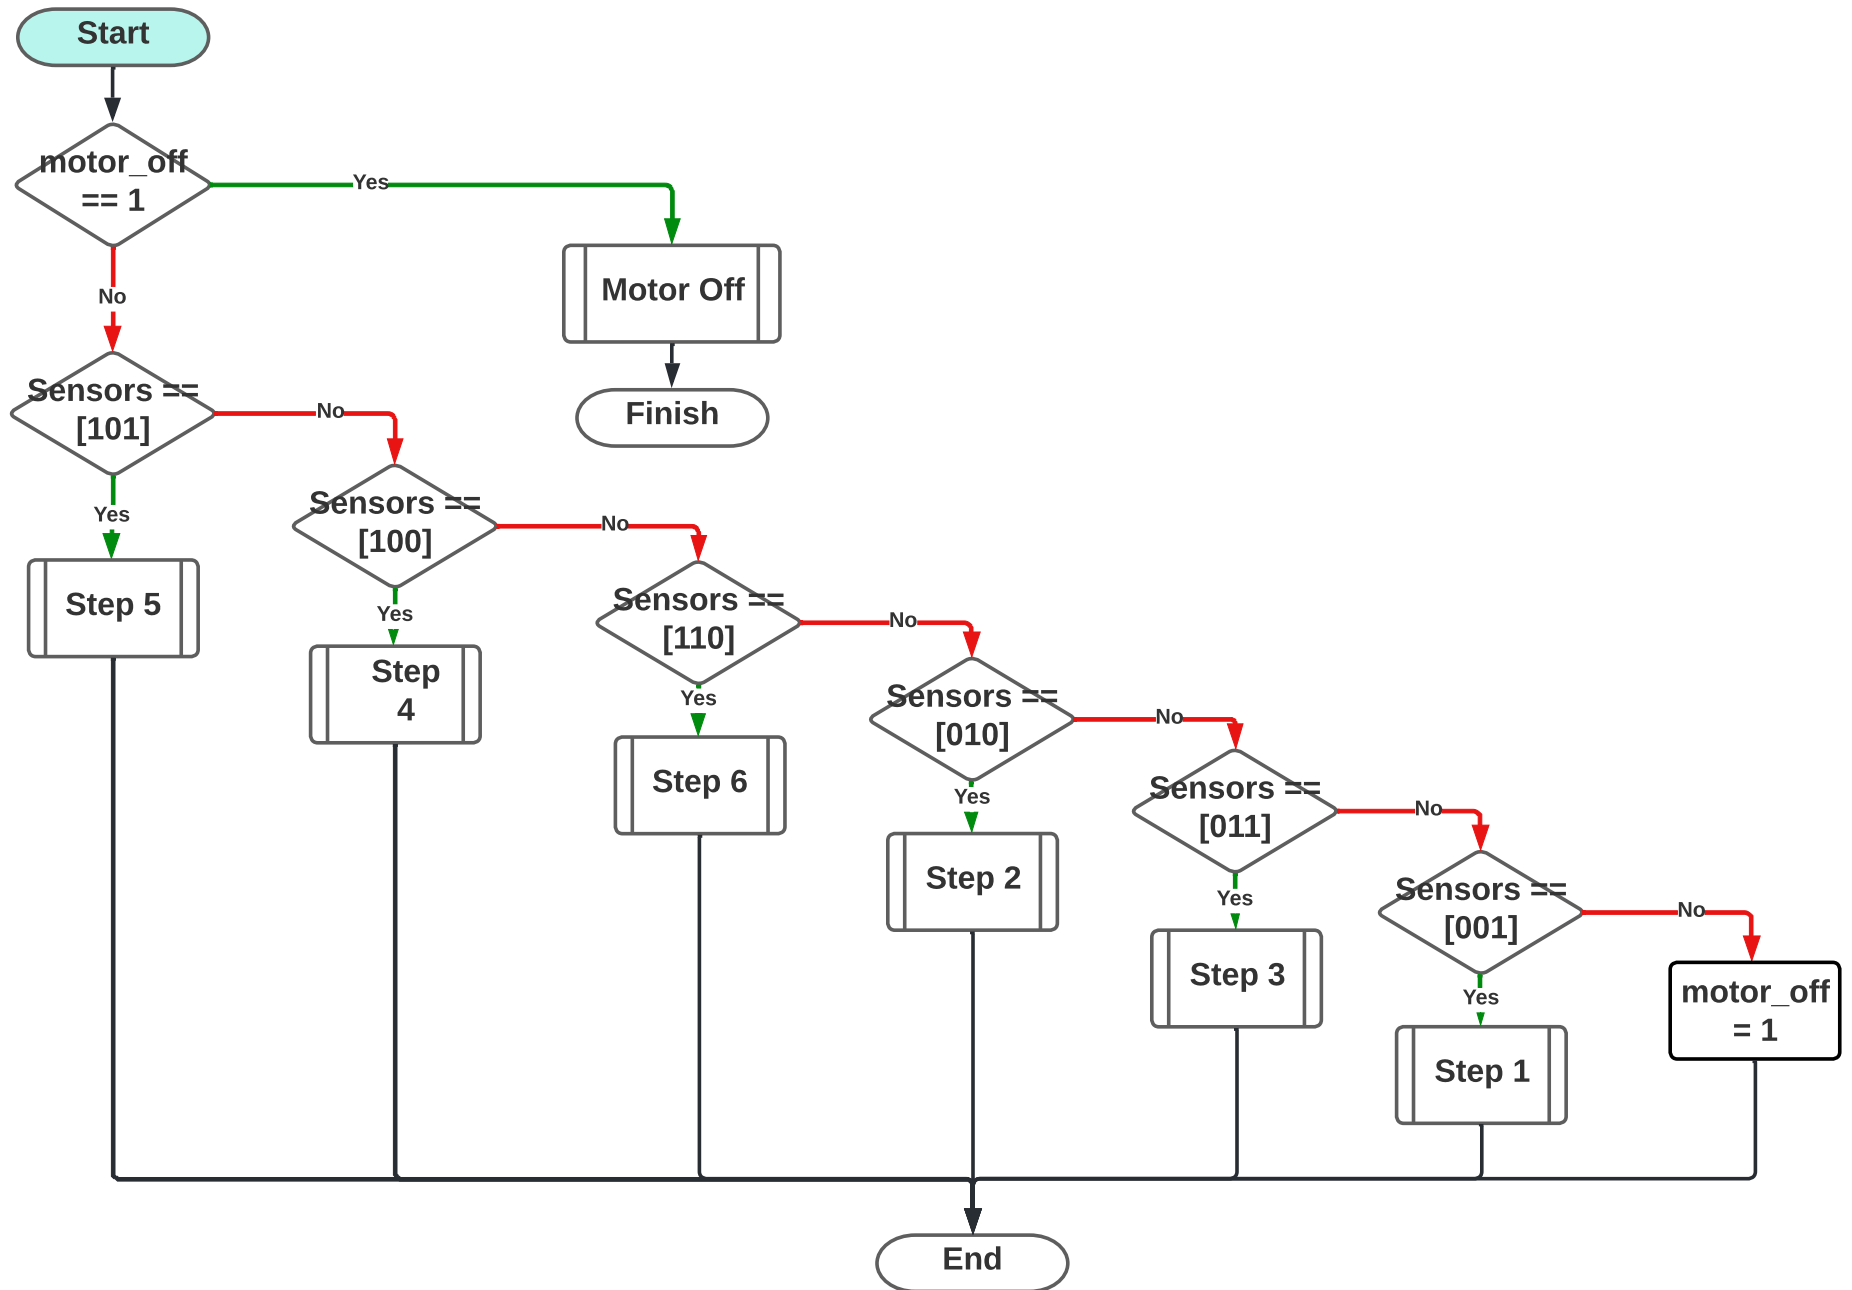 Start
motor_off
== 1
Yes
Motor Off
Finish
No
Sensors ==
[101]
No
Yes
Step 5
Sensors ==
[100]
No
Yes
Step
4
Sensors ==
[110]
No
Yes
Step 6
Sensors ==
[010]
No
Yes
Step 2
Sensors ==
[011]
No
Yes
Step 3
Sensors ==
[001]
No
Yes
Step 1
motor_off
= 1
End